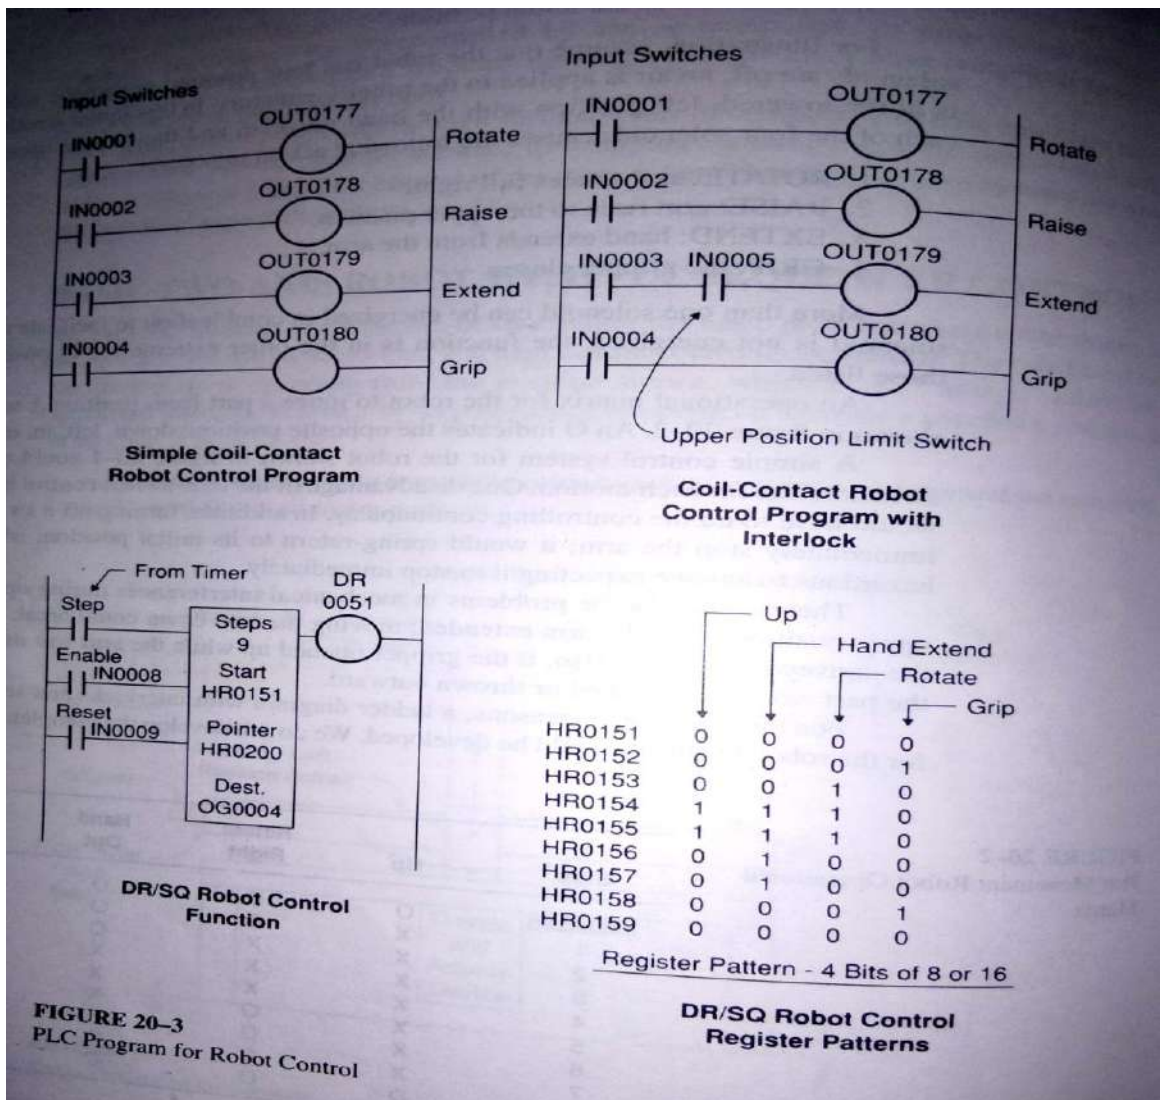 Input Switches
IN0001
OUT0177
Rotate
IN0002
OUT0178
Raise
IN0003
OUT0179
Extend
IN0004
OUT0180
Grip
Simple Coil-Contact
Robot Control Program
Input Switches
IN0001
OUT0177
Rotate
IN0002
OUT0178
Raise
IN0003 IN0005
OUT0179
Extend
IN0004
OUT0180
Grip
Upper Position Limit Switch
Coil-Contact Robot
Control Program with
Interlock
From Timer
Step
Enable
IN0008
Reset
IN0009
Steps
9
Start
HR0151
Pointer
HR0200
Dest.
OG0004
DR
0051
DR/SQ Robot Control
Function
Up
Hand Extend
Rotate
Grip
HR0151 0 0 0 0
HR0152 0 0 0 1
HR0153 0 0 1 0
HR0154 1 1 1 0
HR0155 1 1 1 0
HR0156 0 1 0 0
HR0157 0 1 0 0
HR0158 0 0 0 1
HR0159 0 0 0 0
Register Pattern - 4 Bits of 8 or 16
DR/SQ Robot Control
Register Patterns
FIGURE 20–3
PLC Program for Robot Control